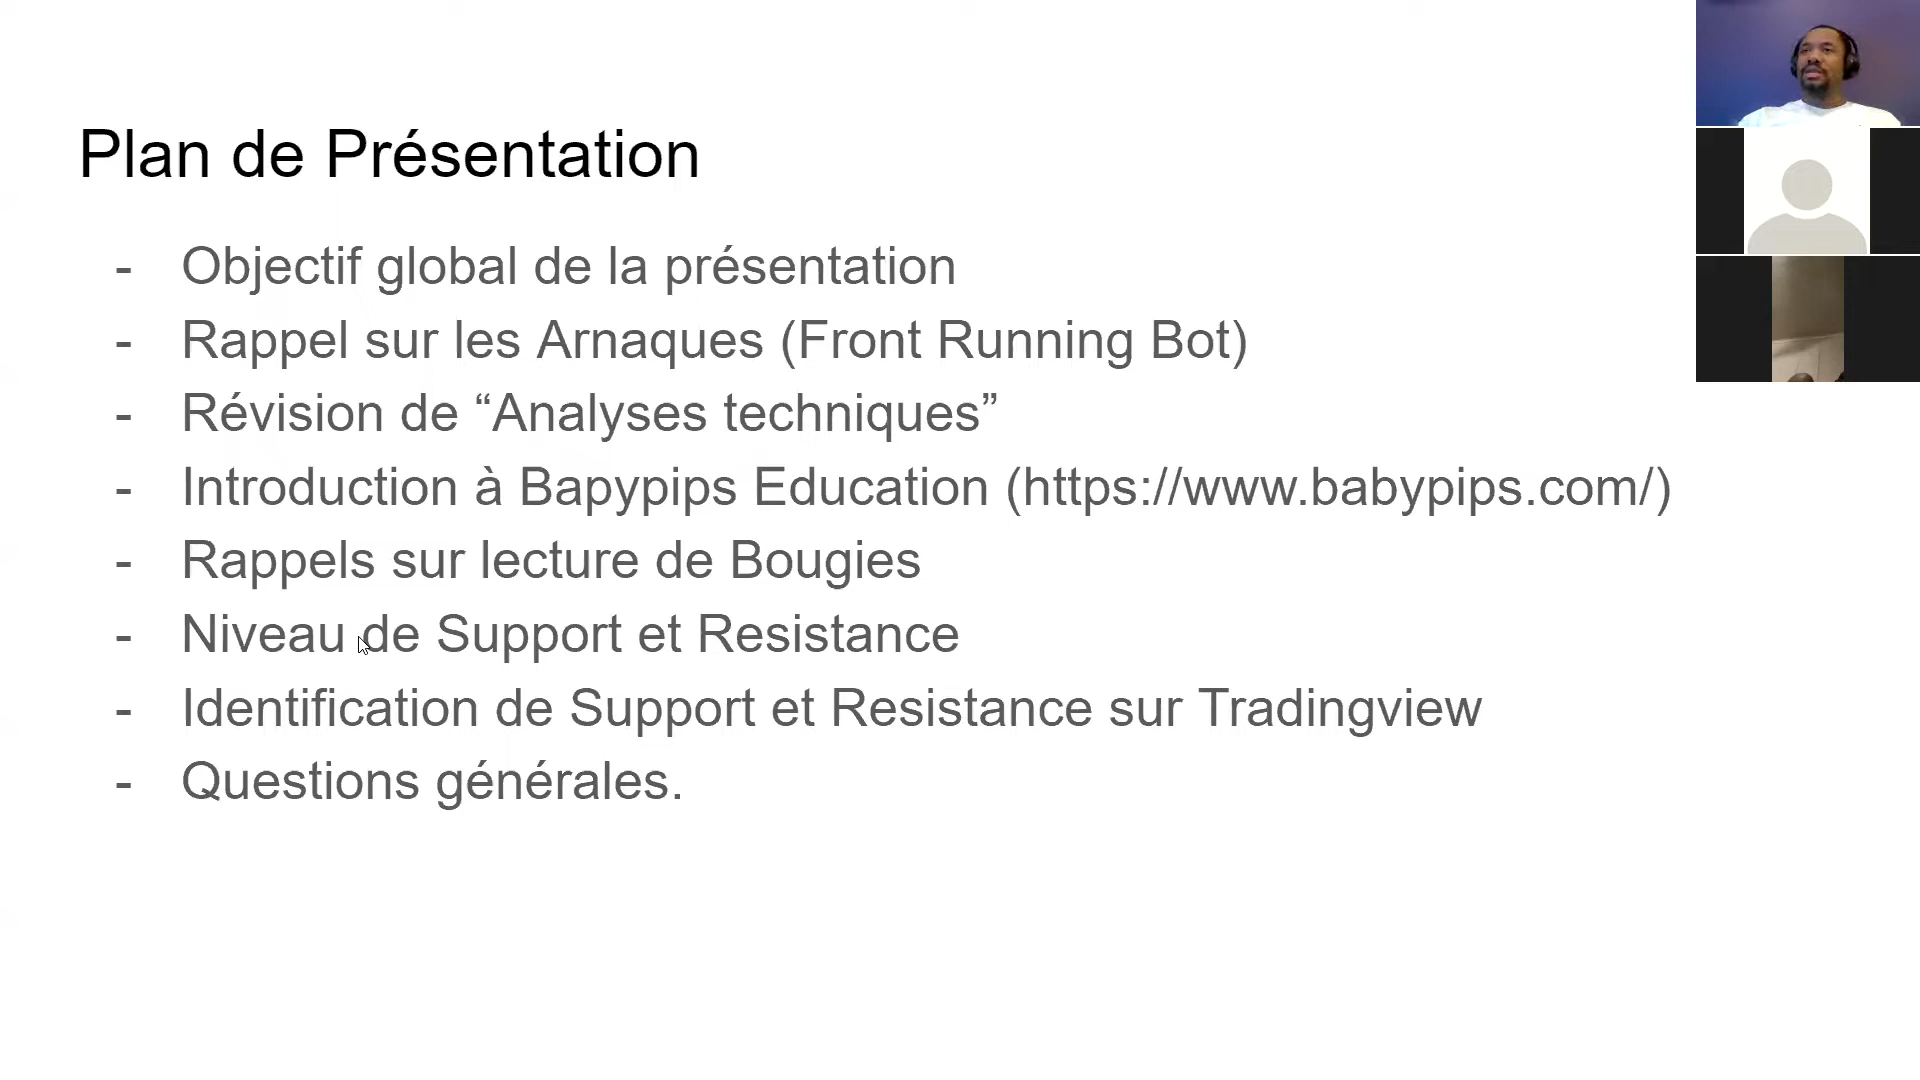 Plan de Présentation
- Objectif global de la présentation
- Rappel sur les Arnaques (Front Running Bot)
- Révision de “Analyses techniques”
- Introduction à Bapypips Education (https://www.babypips.com/)
- Rappels sur lecture de Bougies
- Niveau de Support et Resistance
- Identification de Support et Resistance sur Tradingview
- Questions générales.